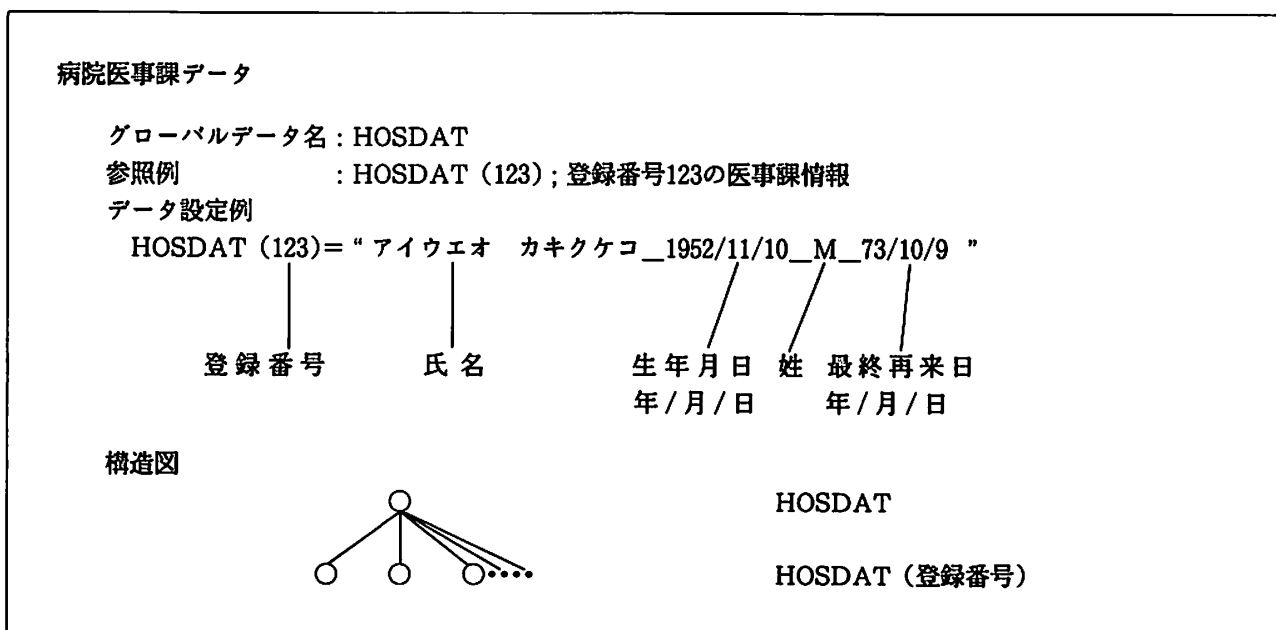 病院医事課データ
グローバルデータ名：HOSDAT
参照例　　　　　：HOSDAT（123）；登録番号123の医事課情報
データ設定例
HOSDAT（123）＝“アイウエオ　カキクケコ＿1952/11/10＿M＿73/10/9 ”
登録番号　氏名　生年月日　姓　最終再来日
年/月/日　年/月/日
構造図
HOSDAT
HOSDAT（登録番号）